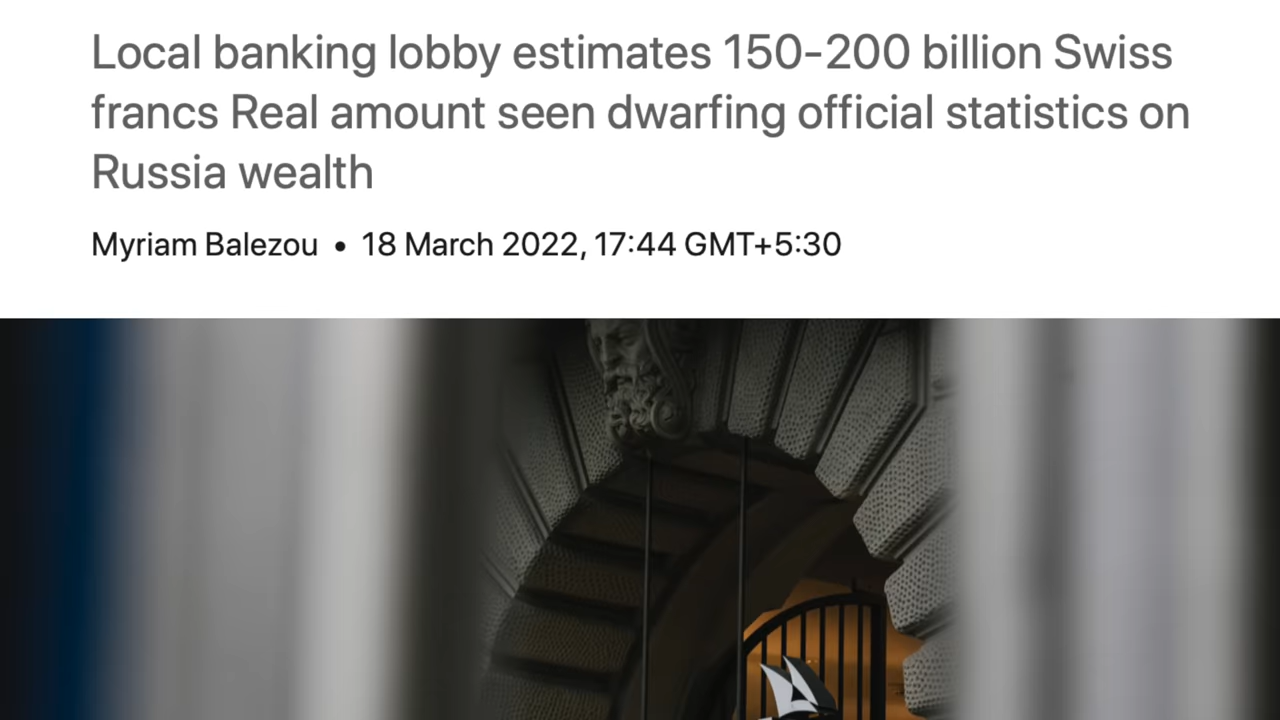 Local banking lobby estimates 150-200 billion Swiss
francs Real amount seen dwarfing official statistics on
Russia wealth
Myriam Balezou • 18 March 2022, 17:44 GMT+5:30